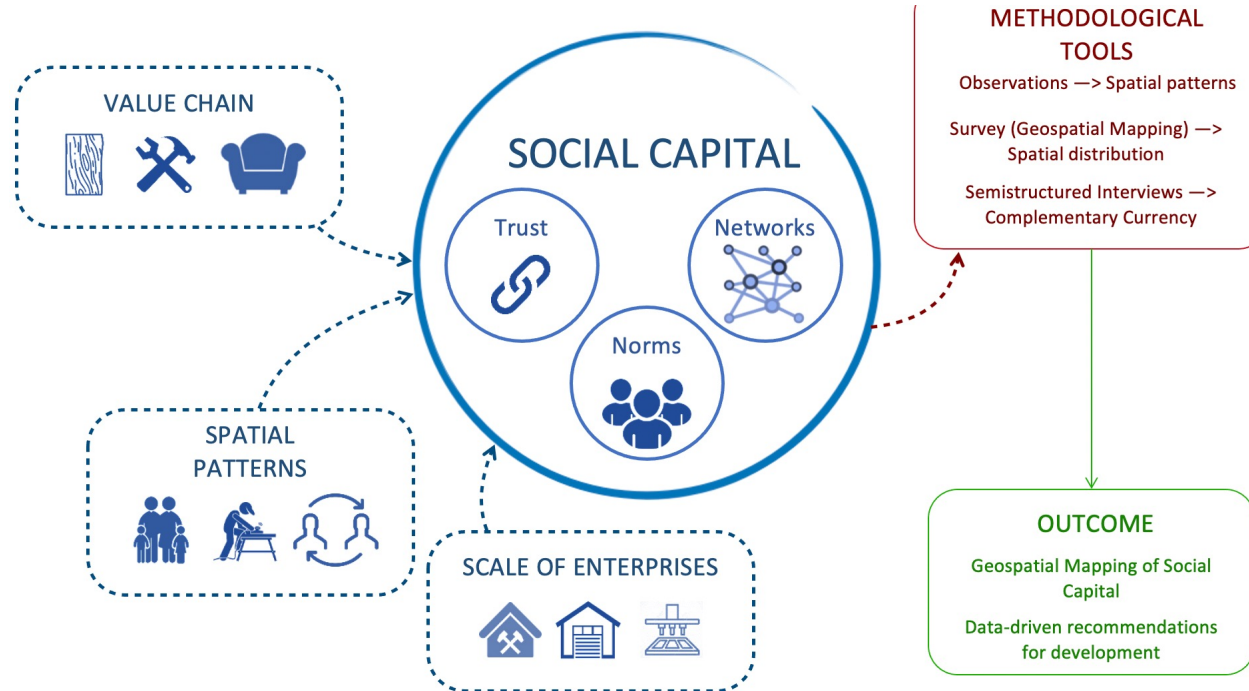 VALUE CHAIN
SPATIAL
PATTERNS
SCALE OF ENTERPRISES
SOCIAL CAPITAL
Trust
Networks
Norms
METHODOLOGICAL
TOOLS
Observations —> Spatial patterns
Survey (Geospatial Mapping) —>
Spatial distribution
Semistructured Interviews —>
Complementary Currency
OUTCOME
Geospatial Mapping of Social
Capital
Data-driven recommendations
for development